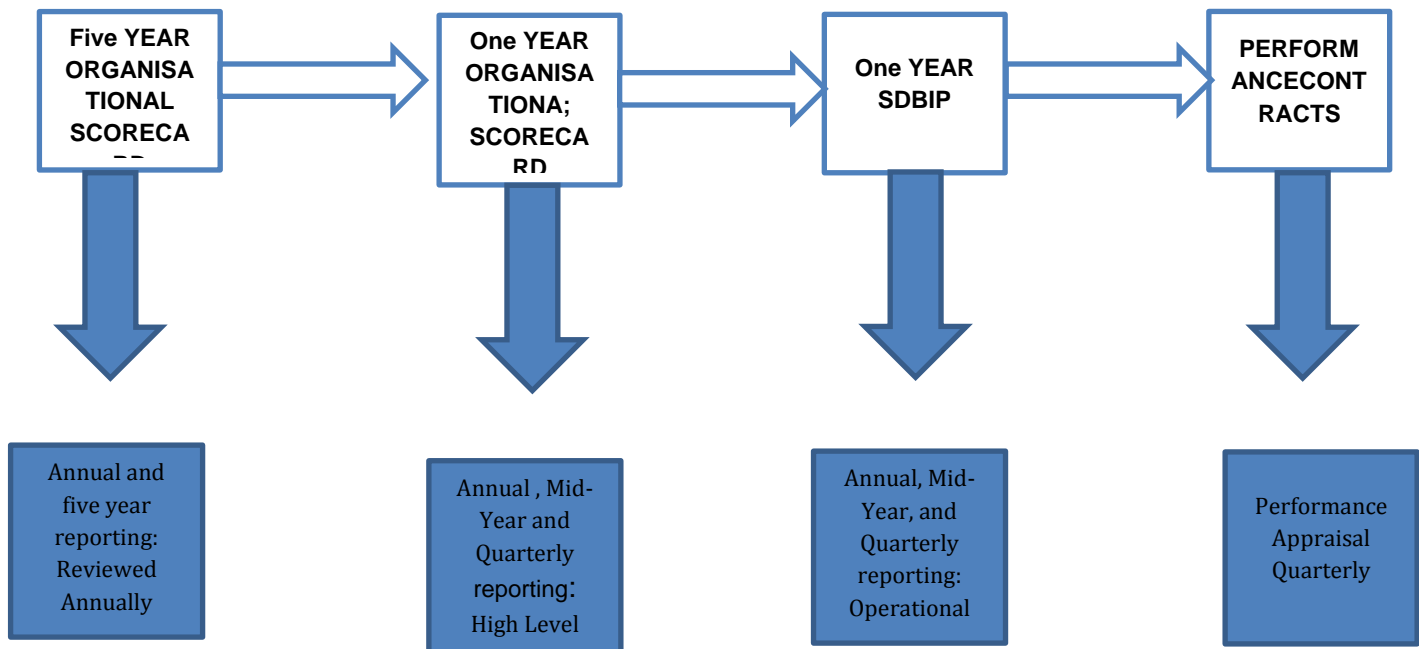 Five YEAR
ORGANISA
TIONAL
SCORECA
RD
One YEAR
ORGANISA
TIONA;
SCORECA
RD
One YEAR
SDBIP
PERFORM
ANCECONT
RACTS
Annual and
five year
reporting:
Reviewed
Annually
Annual , Mid-
Year and
Quarterly
reporting:
High Level
Annual, Mid-
Year, and
Quarterly
reporting:
Operational
Performance
Appraisal
Quarterly